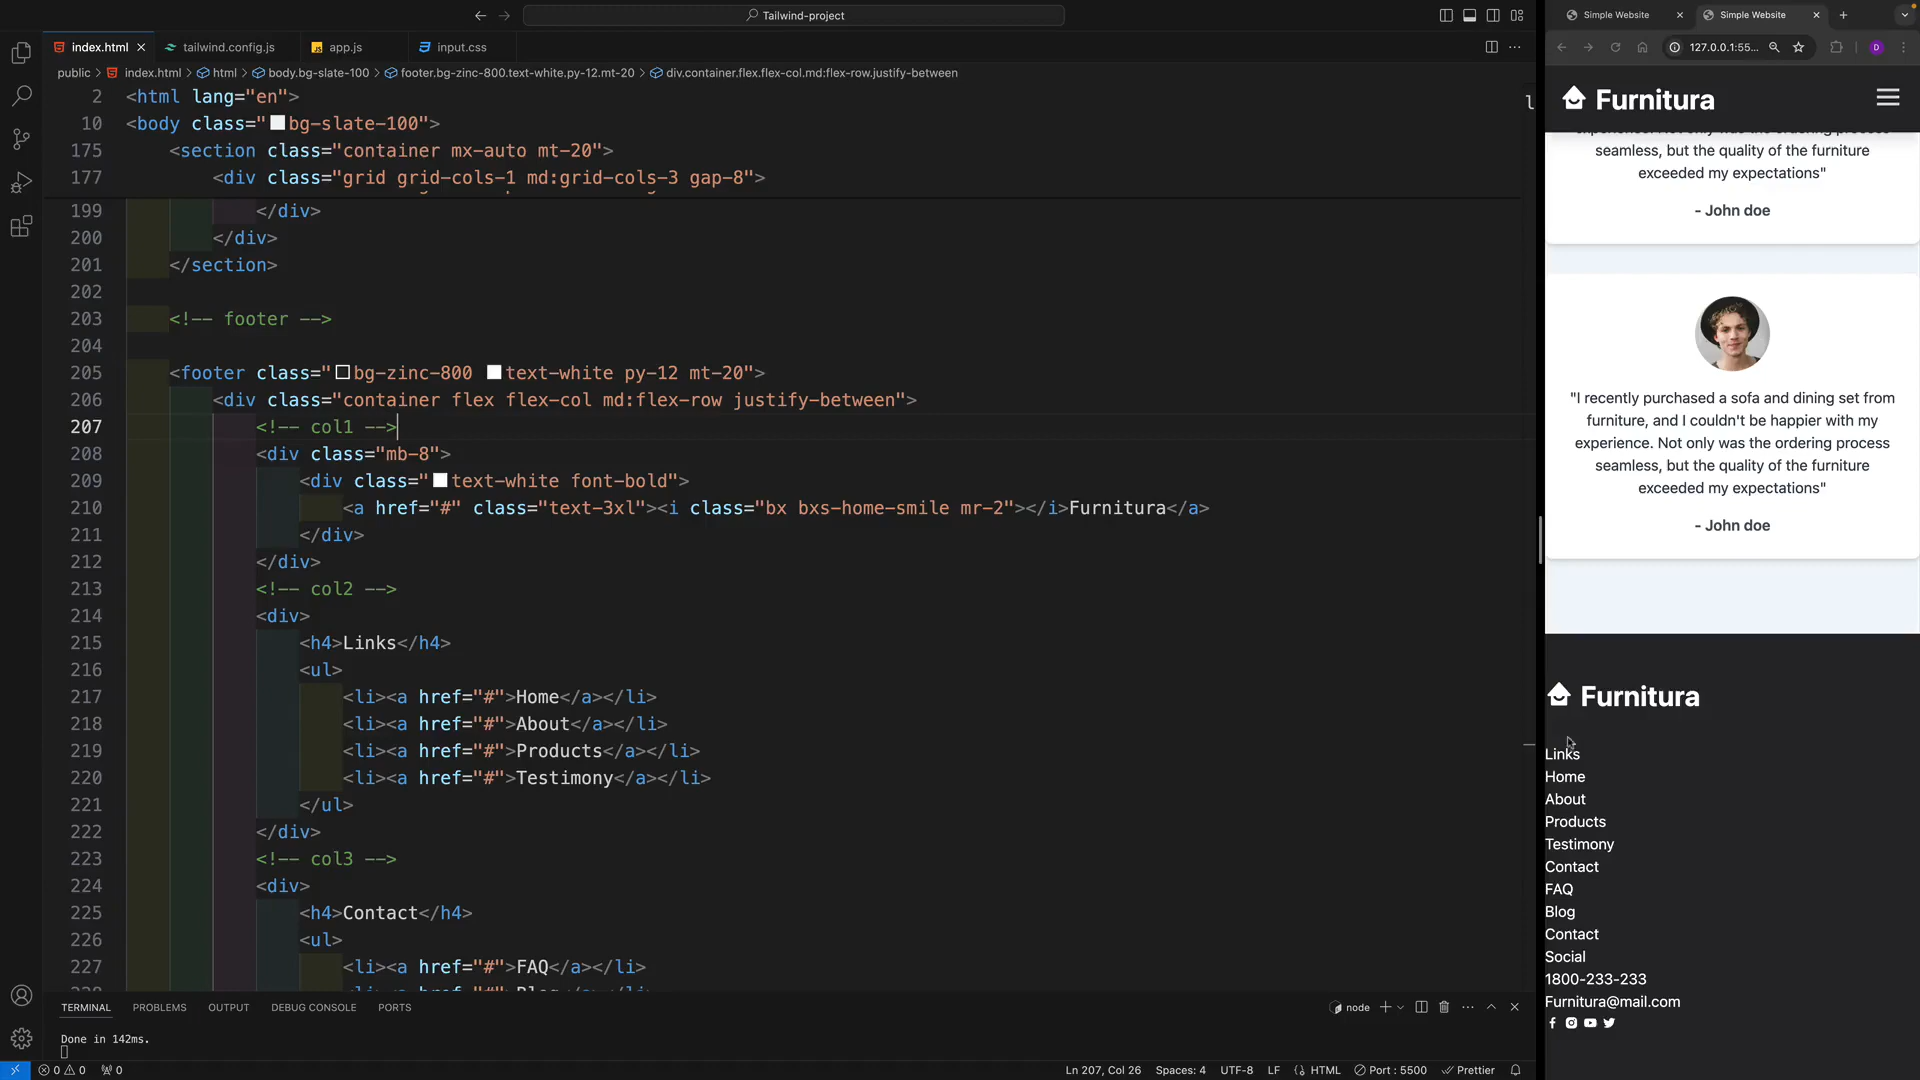 Tailwind-project
index.html
tailwind.config.js
app.js
input.css
public > index.html > html > body.bg-slate-100 > footer.bg-zinc-800.text-white.py-12.mt-20 > div.container.flex.flex-col.md:flex-row.justify-between
2 <html lang="en">
10 <body class="bg-slate-100">
175 <section class="container mx-auto mt-20">
177 <div class="grid grid-cols-1 md:grid-cols-3 gap-8">
199 </div>
200 </div>
201 </section>
202
203 <!-- footer -->
204
205 <footer class="bg-zinc-800 text-white py-12 mt-20">
206 <div class="container flex flex-col md:flex-row justify-between">
207 <!-- col1 -->
208 <div class="mb-8">
209 <div class="text-white font-bold">
210 <a href="#" class="text-3xl"><i class="bx bxs-home-smile mr-2"></i>Furnitura</a>
211 </div>
212 </div>
213 <!-- col2 -->
214 <div>
215 <h4>Links</h4>
216 <ul>
217 <li><a href="#">Home</a></li>
218 <li><a href="#">About</a></li>
219 <li><a href="#">Products</a></li>
220 <li><a href="#">Testimony</a></li>
221 </ul>
222 </div>
223 <!-- col3 -->
224 <div>
225 <h4>Contact</h4>
226 <ul>
227 <li><a href="#">FAQ</a></li>
TERMINAL PROBLEMS OUTPUT DEBUG CONSOLE PORTS
node
Done in 142ms.
0 0 0
Ln 207, Col 26 Spaces: 4 UTF-8 LF HTML Port : 5500 Prettier
Simple Website
Simple Website
127.0.0.1:55...
D
Furnitura
seamless, but the quality of the furniture
exceeded my expectations"
- John doe
"I recently purchased a sofa and dining set from
furniture, and I couldn't be happier with my
experience. Not only was the ordering process
seamless, but the quality of the furniture
exceeded my expectations"
- John doe
Furnitura
Links
Home
About
Products
Testimony
Contact
FAQ
Blog
Contact
Social
1800-233-233
Furnitura@mail.com